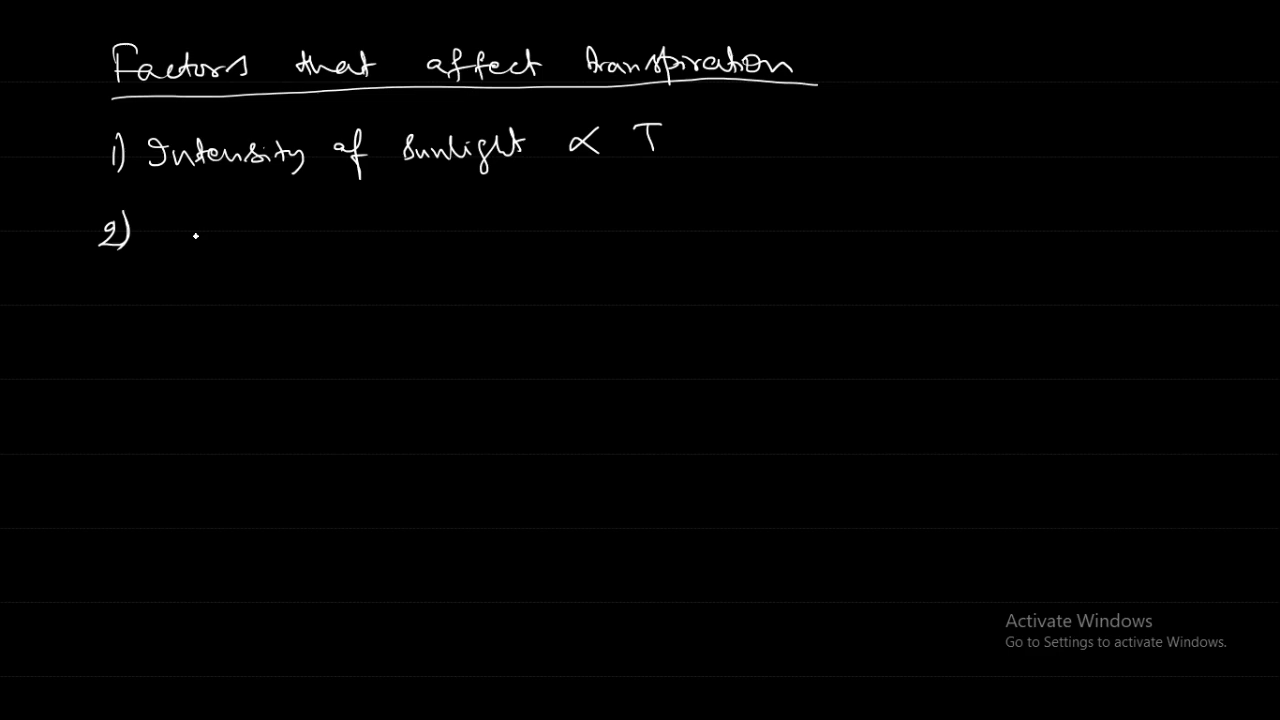 Factors that affect transpiration
1) Intensity of Sunlight ∝ T
2)
Activate Windows
Go to Settings to activate Windows.